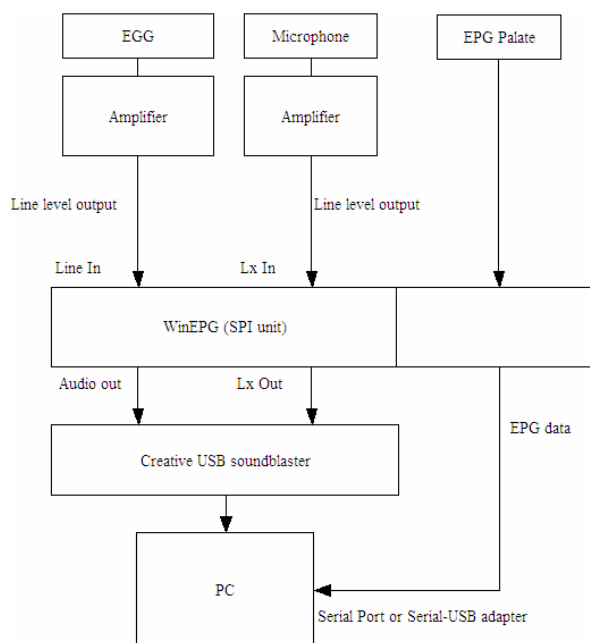 EGG
Microphone
EPG Palate
Amplifier
Amplifier
Line level output
Line level output
Line In
Lx In
WinEPG (SPI unit)
Audio out
Lx Out
EPG data
Creative USB soundblaster
PC
Serial Port or Serial-USB adapter